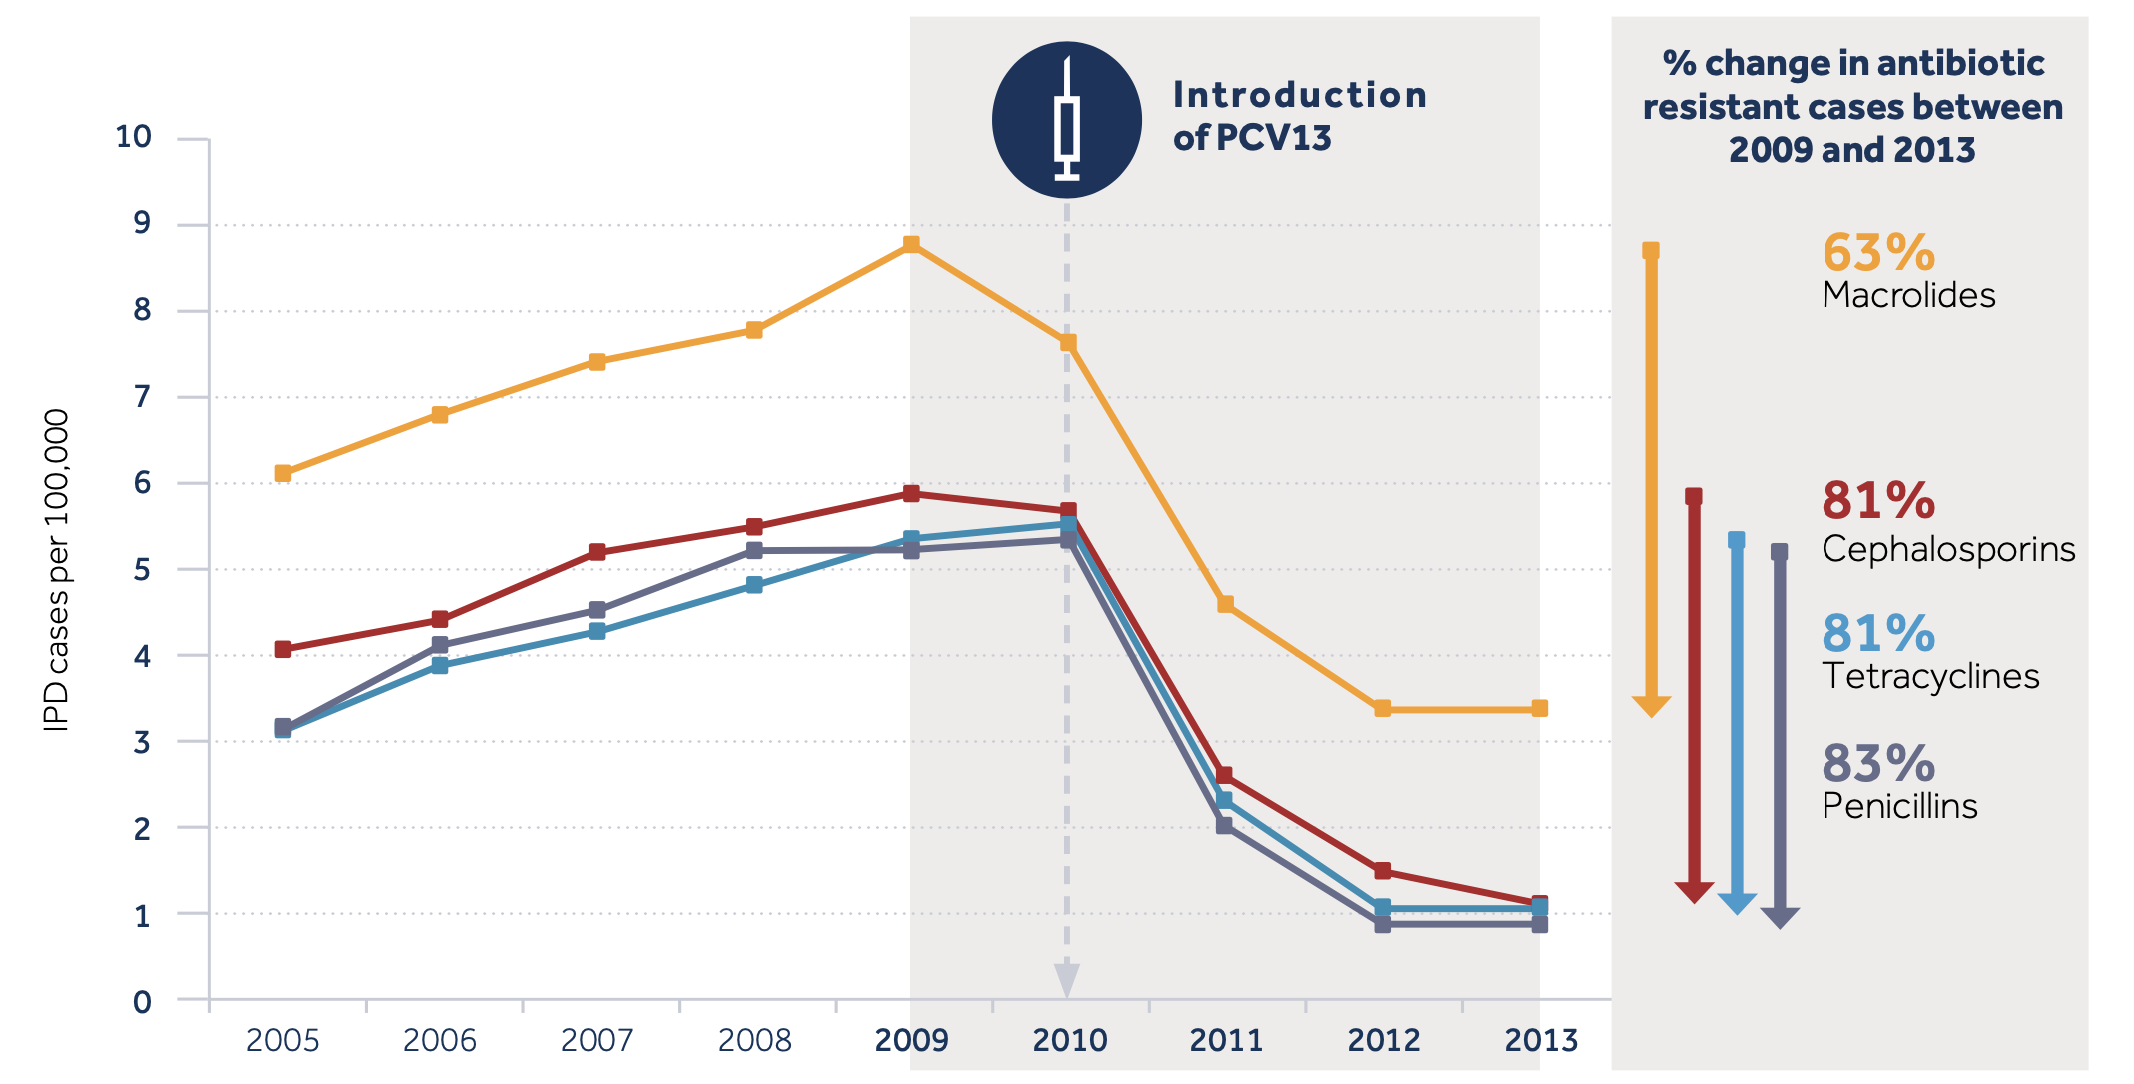 Introduction
of PCV13
% change in antibiotic
resistant cases between
2009 and 2013
10
9
8
7
6
5
4
3
2
1
0
IPD cases per 100,000
2005
2006
2007
2008
2009
2010
2011
2012
2013
63%
Macrolides
81%
Cephalosporins
81%
Tetracyclines
83%
Penicillins